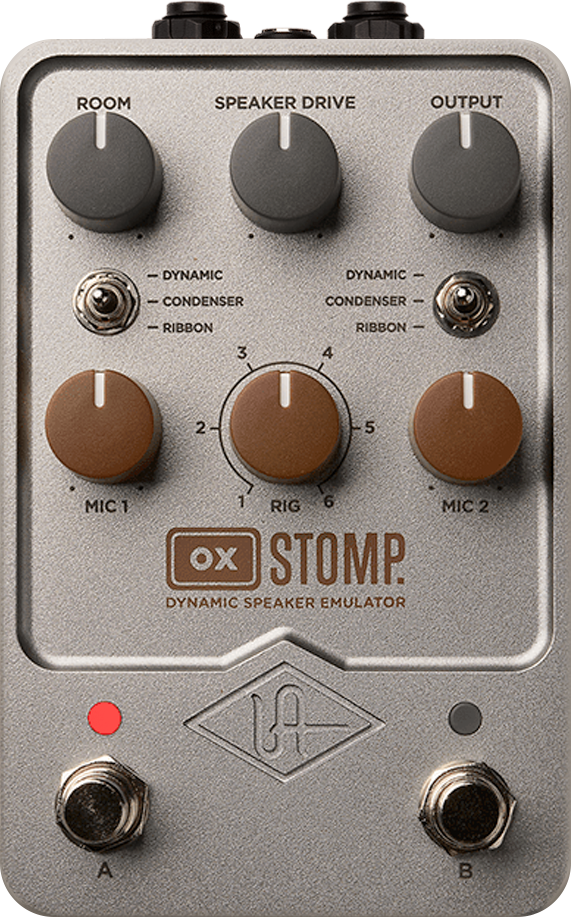 ROOM SPEAKER DRIVE OUTPUT
DYNAMIC DYNAMIC
CONDENSER CONDENSER
RIBBON RIBBON
3 4
2 5
1 6
MIC 1 RIG MIC 2
OX STOMP.
DYNAMIC SPEAKER EMULATOR
UA
A B